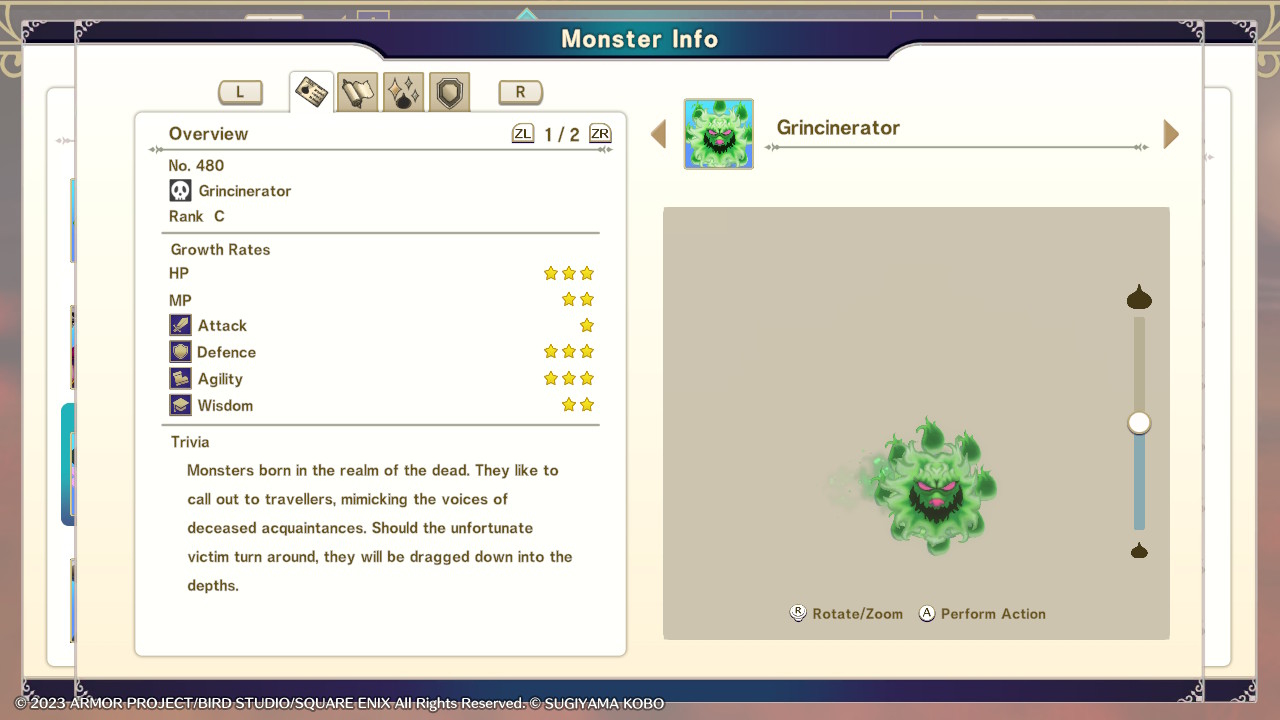 Monster Info
L
R
Overview
ZL 1 / 2 ZR
No. 480
Grincinerator
Rank C
Growth Rates
HP
MP
Attack
Defence
Agility
Wisdom
Trivia
Monsters born in the realm of the dead. They like to
call out to travellers, mimicking the voices of
deceased acquaintances. Should the unfortunate
victim turn around, they will be dragged down into the
depths.
Grincinerator
R Rotate/Zoom A Perform Action
© 2023 ARMOR PROJECT/BIRD STUDIO/SQUARE ENIX All Rights Reserved. © SUGIYAMA KOBO